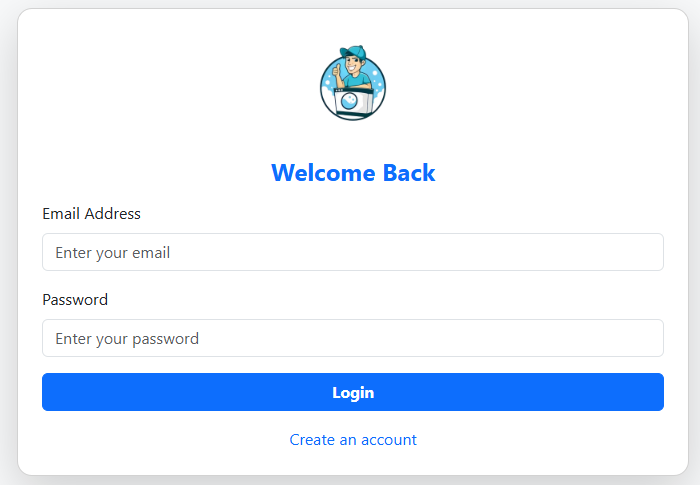 Welcome Back
Email Address
Enter your email
Password
Enter your password
Login
Create an account